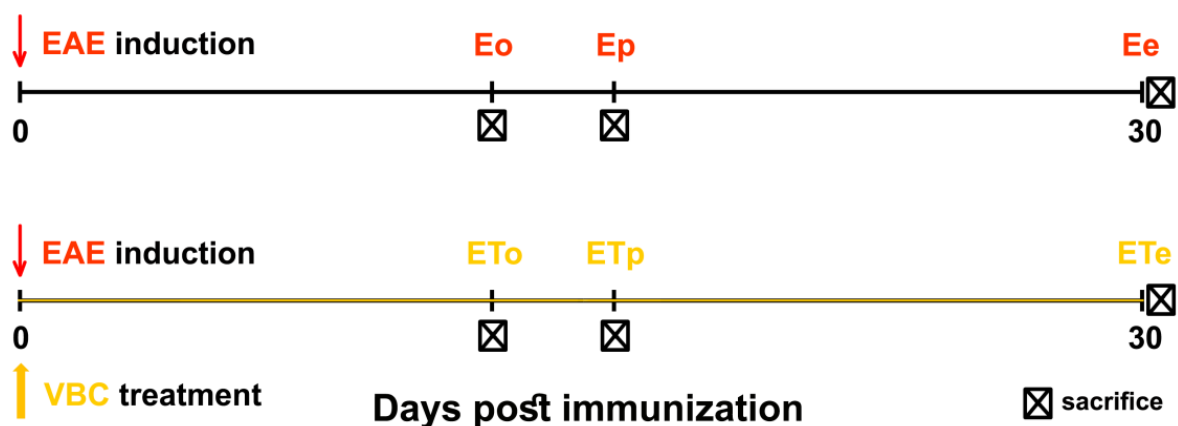 EAE induction
Eo Ep Ee
0 30
EAE induction
ETo ETp ETe
0 30
VBC treatment
Days post immunization
sacrifice